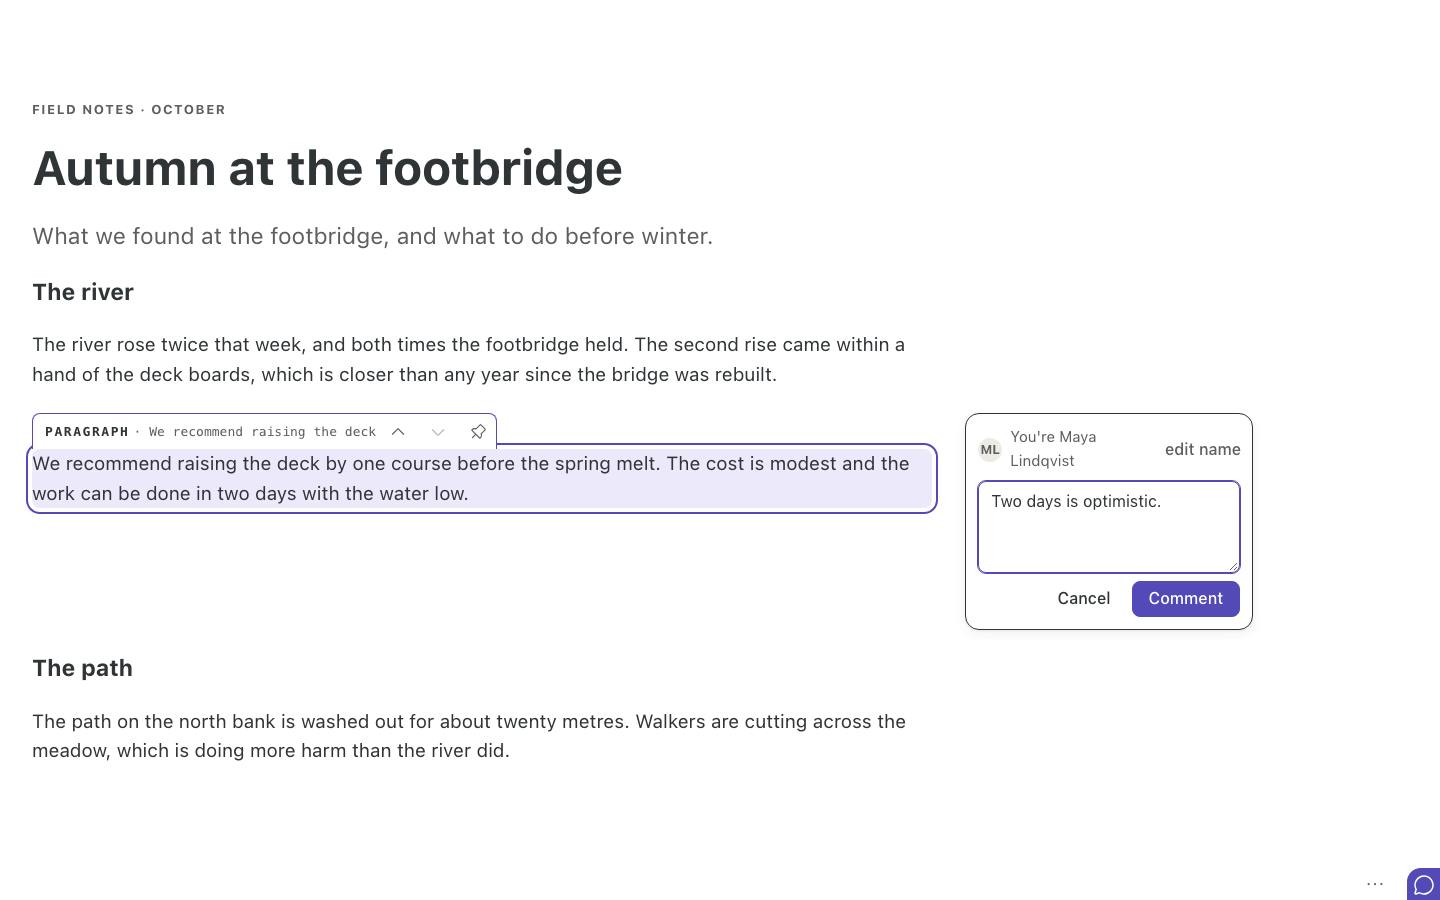 FIELD NOTES · OCTOBER
Autumn at the footbridge
What we found at the footbridge, and what to do before winter.
The river
The river rose twice that week, and both times the footbridge held. The second rise came within a
hand of the deck boards, which is closer than any year since the bridge was rebuilt.
PARAGRAPH · We recommend raising the deck
We recommend raising the deck by one course before the spring melt. The cost is modest and the
work can be done in two days with the water low.
ML
You're Maya
Lindqvist
edit name
Two days is optimistic.
Cancel
Comment
The path
The path on the north bank is washed out for about twenty metres. Walkers are cutting across the
meadow, which is doing more harm than the river did.
...